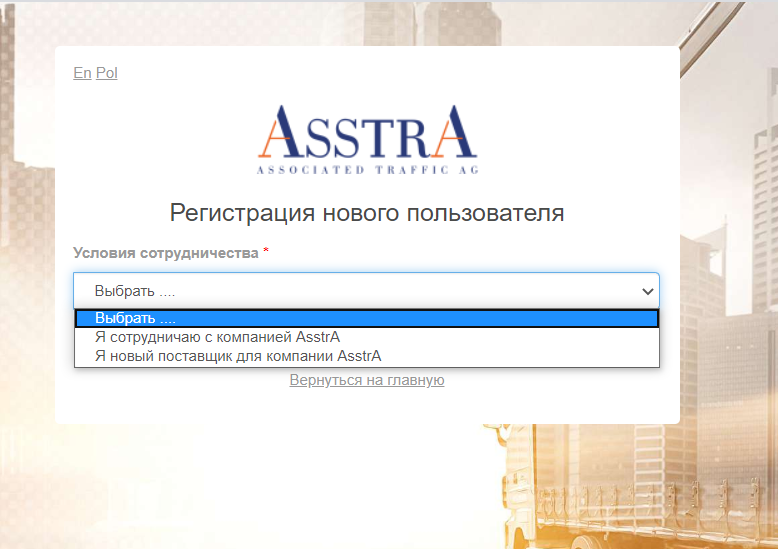 En Pol
ASSTRA
ASSOCIATED TRAFFIC AG
Регистрация нового пользователя
Условия сотрудничества *
Выбрать ....
Выбрать ....
Я сотрудничаю с компанией AsstrA
Я новый поставщик для компании AsstrA
Вернуться на главную